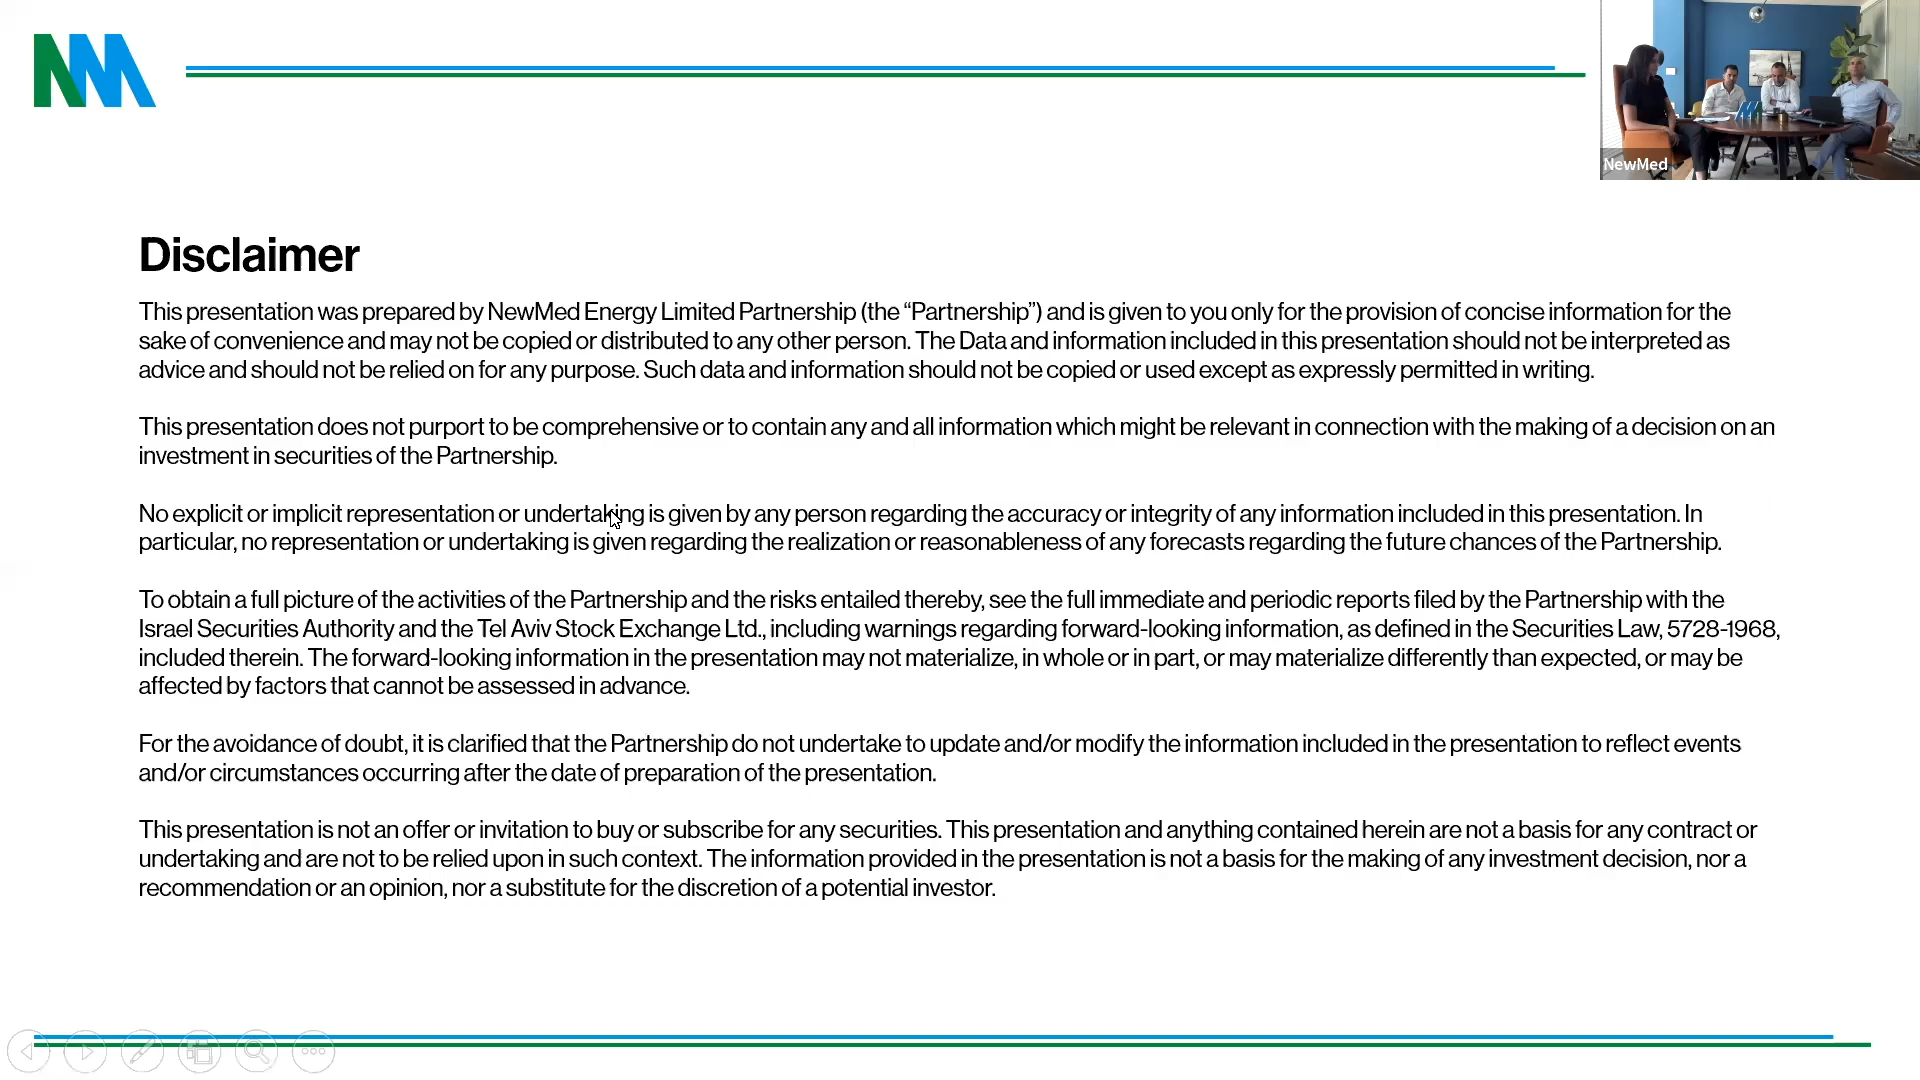 NM
NewMed
Disclaimer
This presentation was prepared by NewMed Energy Limited Partnership (the “Partnership”) and is given to you only for the provision of concise information for the
sake of convenience and may not be copied or distributed to any other person. The Data and information included in this presentation should not be interpreted as
advice and should not be relied on for any purpose. Such data and information should not be copied or used except as expressly permitted in writing.
This presentation does not purport to be comprehensive or to contain any and all information which might be relevant in connection with the making of a decision on an
investment in securities of the Partnership.
No explicit or implicit representation or undertaking is given by any person regarding the accuracy or integrity of any information included in this presentation. In
particular, no representation or undertaking is given regarding the realization or reasonableness of any forecasts regarding the future chances of the Partnership.
To obtain a full picture of the activities of the Partnership and the risks entailed thereby, see the full immediate and periodic reports filed by the Partnership with the
Israel Securities Authority and the Tel Aviv Stock Exchange Ltd., including warnings regarding forward-looking information, as defined in the Securities Law, 5728-1968,
included therein. The forward-looking information in the presentation may not materialize, in whole or in part, or may materialize differently than expected, or may be
affected by factors that cannot be assessed in advance.
For the avoidance of doubt, it is clarified that the Partnership do not undertake to update and/or modify the information included in the presentation to reflect events
and/or circumstances occurring after the date of preparation of the presentation.
This presentation is not an offer or invitation to buy or subscribe for any securities. This presentation and anything contained herein are not a basis for any contract or
undertaking and are not to be relied upon in such context. The information provided in the presentation is not a basis for the making of any investment decision, nor a
recommendation or an opinion, nor a substitute for the discretion of a potential investor.